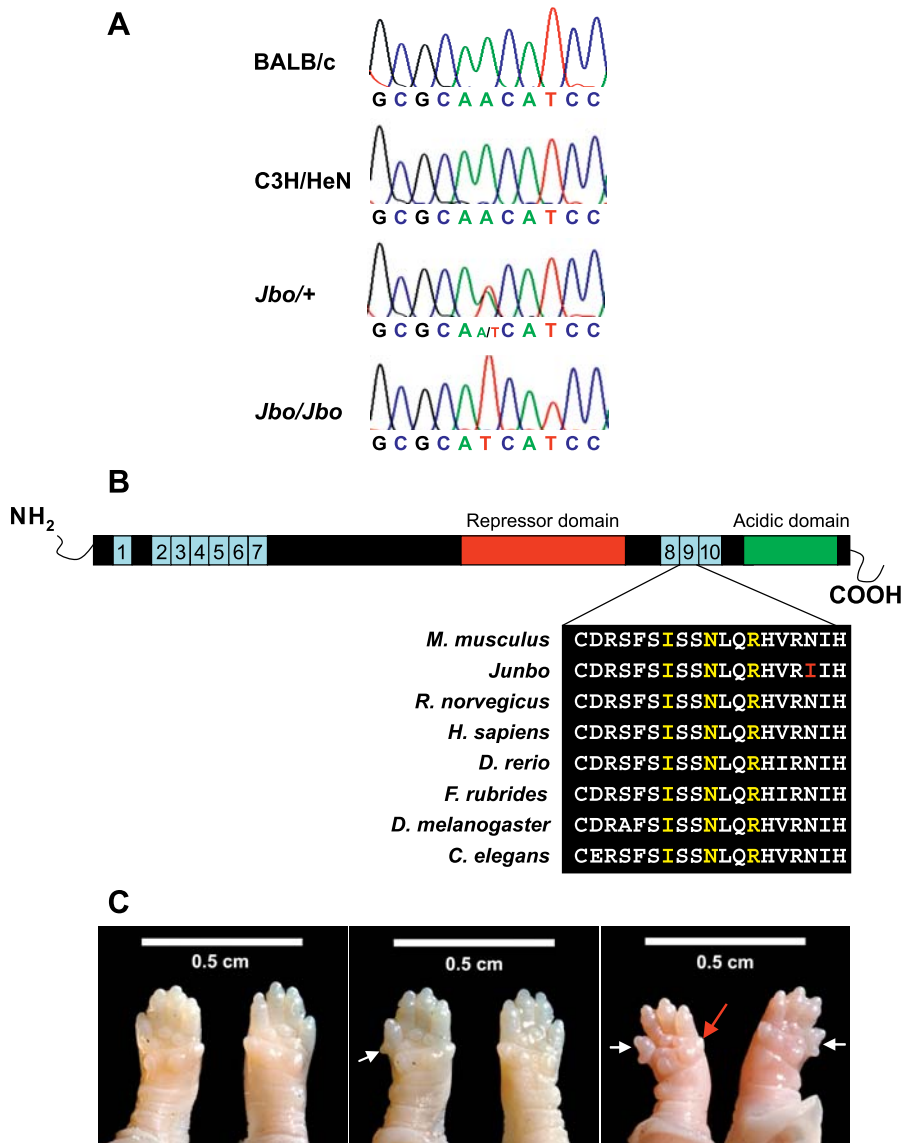 A
BALB/c
G C G C A A C A T C C
C3H/HeN
G C G C A A C A T C C
Jbo/+
G C G C A A/T C A T C C
Jbo/Jbo
G C G C A T C A T C C
B
NH2
Repressor domain
Acidic domain
1 2 3 4 5 6 7 8 9 10
COOH
M. musculus CDRSFSISSNLQRHVRNIH
Junbo CDRSFSISSNLQRHVRIIH
R. norvegicus CDRSFSISSNLQRHVRNIH
H. sapiens CDRSFSISSNLQRHVRNIH
D. rerio CDRSFSISSNLQRHIRNIH
F. rubrides CDRSFSISSNLQRHIRNIH
D. melanogaster CDRAFSISSNLQRHVRNIH
C. elegans CERSFSISSNLQRHVRNIH
C
0.5 cm
0.5 cm
0.5 cm